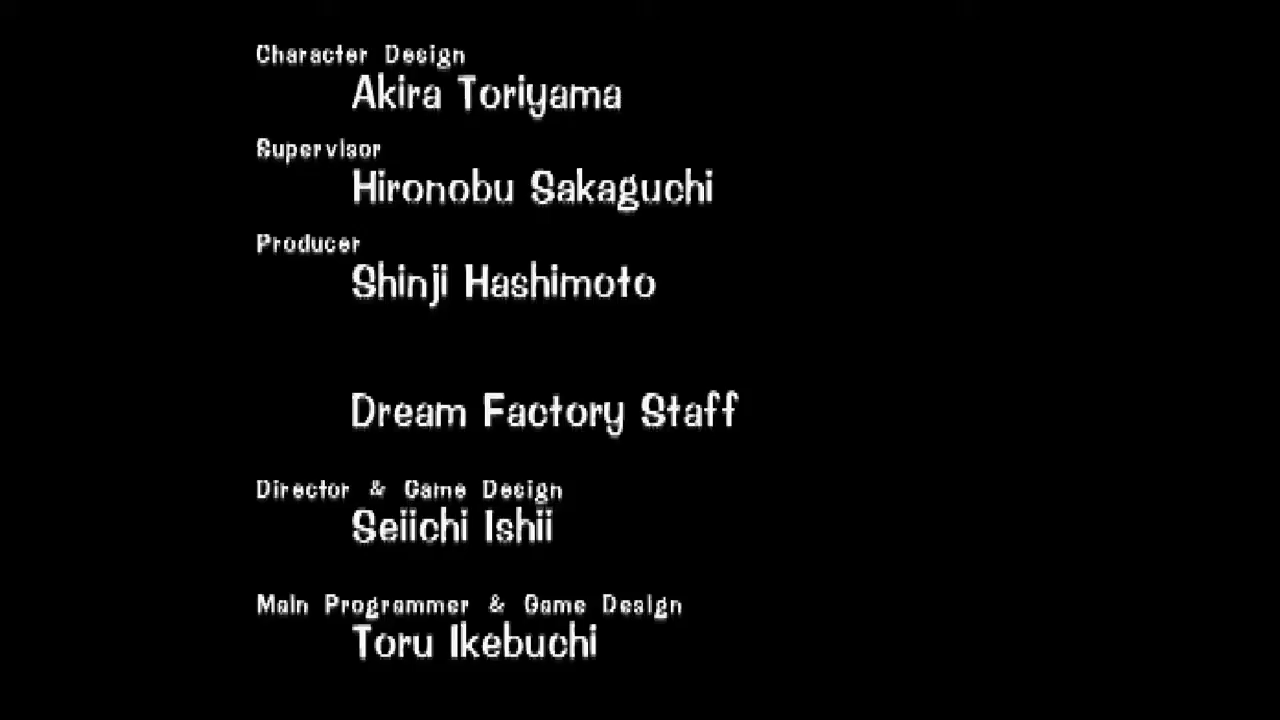 Character Design
Akira Toriyama
Supervisor
Hironobu Sakaguchi
Producer
Shinji Hashimoto
Dream Factory Staff
Director & Game Design
Seiichi Ishii
Main Programmer & Game Design
Toru Ikebuchi